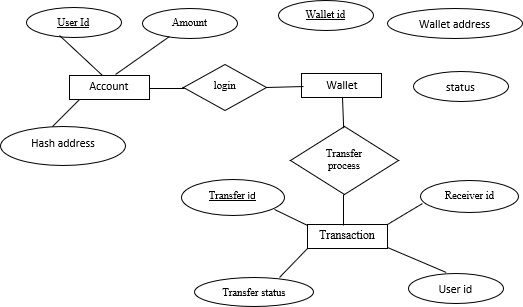 User Id
Amount
Wallet id
Wallet address
Account
login
Wallet
status
Hash address
Transfer
process
Transfer id
Receiver id
Transaction
Transfer status
User id